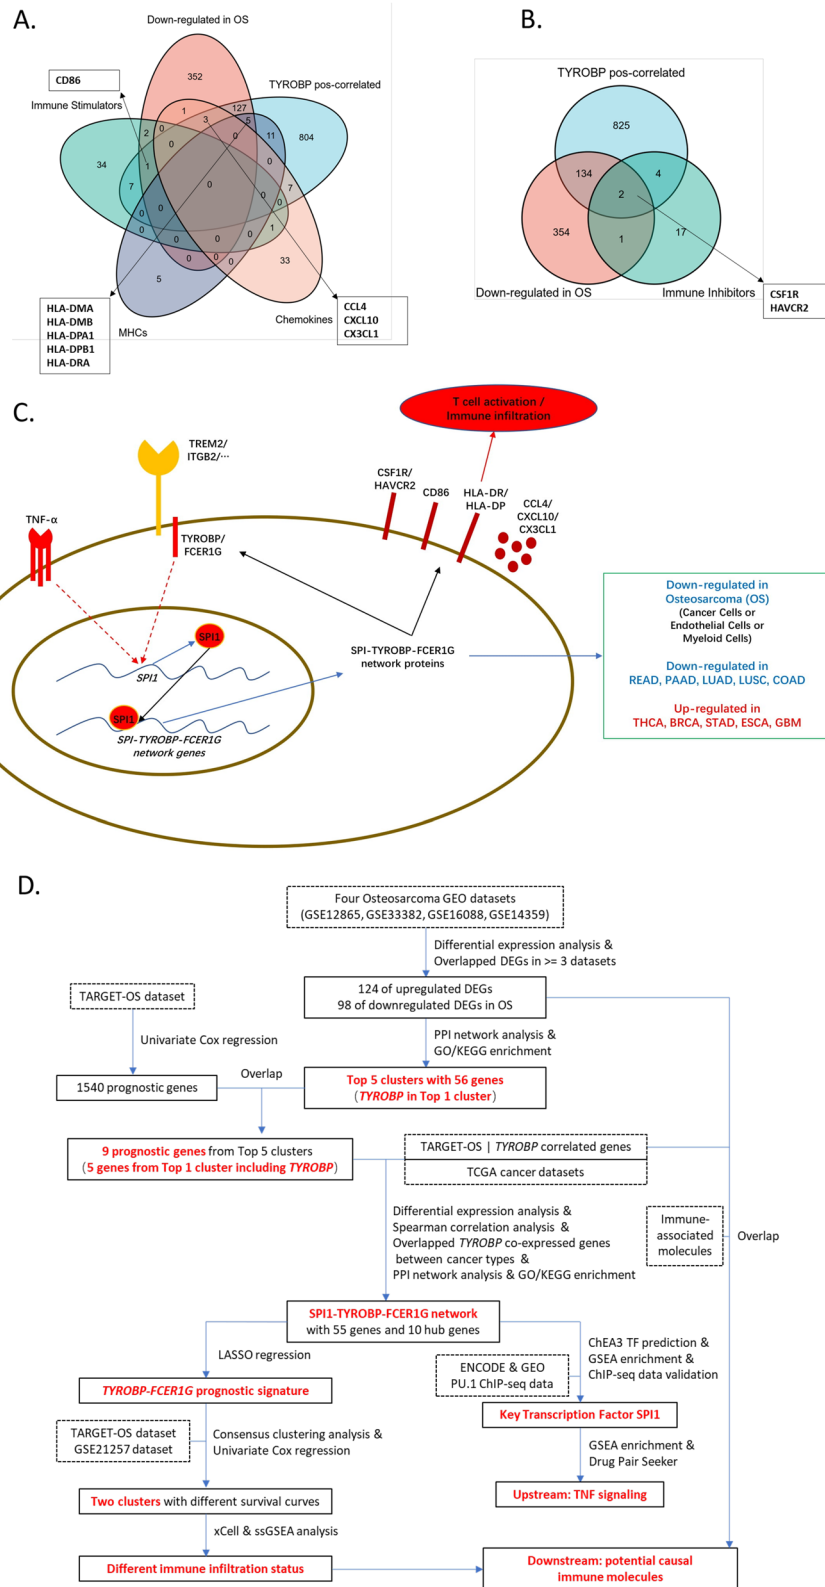 A.
Down-regulated in OS
CD86
352
TYROBP pos-correlated
Immune Stimulators
1
127
3
5
2
0
0
11
804
0
34
1
0
7
0
0
7
0
0
0
0
1
0
0
0
0
0
0
5
33
HLA-DMA
HLA-DMB
HLA-DPA1
HLA-DPB1
HLA-DRA
MHCs
Chemokines
CCL4
CXCL10
CX3CL1
B.
TYROBP pos-correlated
825
134
4
2
354
1
17
Down-regulated in OS
Immune Inhibitors
CSF1R
HAVCR2
C.
T cell activation /
Immune infiltration
TREM2/
ITGB2/···
CSF1R/
HAVCR2
CD86
HLA-DR/
HLA-DP
CCL4/
CXCL10/
CX3CL1
TNF-α
TYROBP/
FCER1G
SPI1
SPI1
SPI-TYROBP-FCER1G
network proteins
SPI1
SPI-TYROBP-FCER1G
network genes
Down-regulated in
Osteosarcoma (OS)
(Cancer Cells or
Endothelial Cells or
Myeloid Cells)
Down-regulated in
READ, PAAD, LUAD, LUSC, COAD
Up-regulated in
THCA, BRCA, STAD, ESCA, GBM
D.
Four Osteosarcoma GEO datasets
(GSE12865, GSE33382, GSE16088, GSE14359)
Differential expression analysis &
Overlapped DEGs in >= 3 datasets
124 of upregulated DEGs
98 of downregulated DEGs in OS
TARGET-OS dataset
Univariate Cox regression
PPI network analysis &
GO/KEGG enrichment
1540 prognostic genes
Overlap
Top 5 clusters with 56 genes
(TYROBP in Top 1 cluster)
9 prognostic genes from Top 5 clusters
(5 genes from Top 1 cluster including TYROBP)
TARGET-OS | TYROBP correlated genes
TCGA cancer datasets
Differential expression analysis &
Spearman correlation analysis &
Overlapped TYROBP co-expressed genes
between cancer types &
PPI network analysis & GO/KEGG enrichment
Immune-
associated
molecules
Overlap
SPI1-TYROBP-FCER1G network
with 55 genes and 10 hub genes
LASSO regression
ChEA3 TF prediction &
GSEA enrichment &
ChIP-seq data validation
ENCODE & GEO
PU.1 ChIP-seq data
TYROBP-FCER1G prognostic signature
Key Transcription Factor SPI1
TARGET-OS dataset
GSE21257 dataset
Consensus clustering analysis &
Univariate Cox regression
GSEA enrichment &
Drug Pair Seeker
Two clusters with different survival curves
Upstream: TNF signaling
xCell & ssGSEA analysis
Different immune infiltration status
Downstream: potential causal
immune molecules